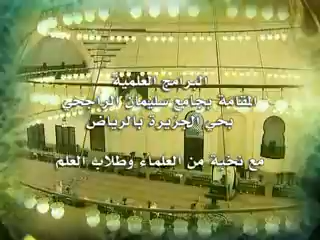 البرامج العلمية
المقامة بجامع سليمان الراجحي
بحي الجزيرة بالرياض
مع نخبة من العلماء وطلاب العلم